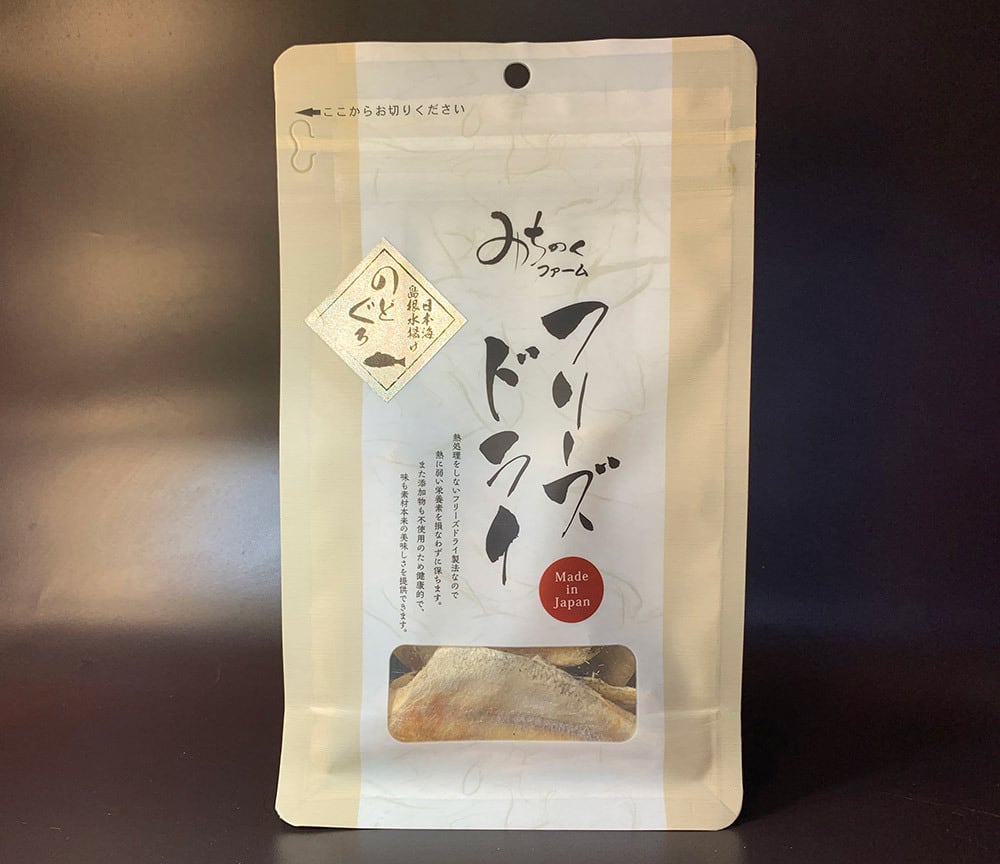 ここからお切りください
みちのく
ファーム
フリーズ
ドライ
日本海
島根水揚げ
のど
ぐろ
熱処理をしないフリーズドライ製法なので
熱に弱い栄養素を損なわずに保ちます。
また添加物も不使用のため健康的で、
味も素材本来の美味しさを提供できます。
Made
in
Japan